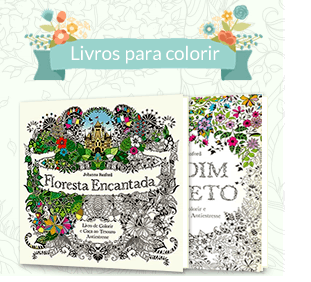 Livros para colorir
Johanna Basford
Floresta Encantada
Livro de Colorir
e Caça ao Tesouro
Antiestresse
DIM
ETO
Antiestresse